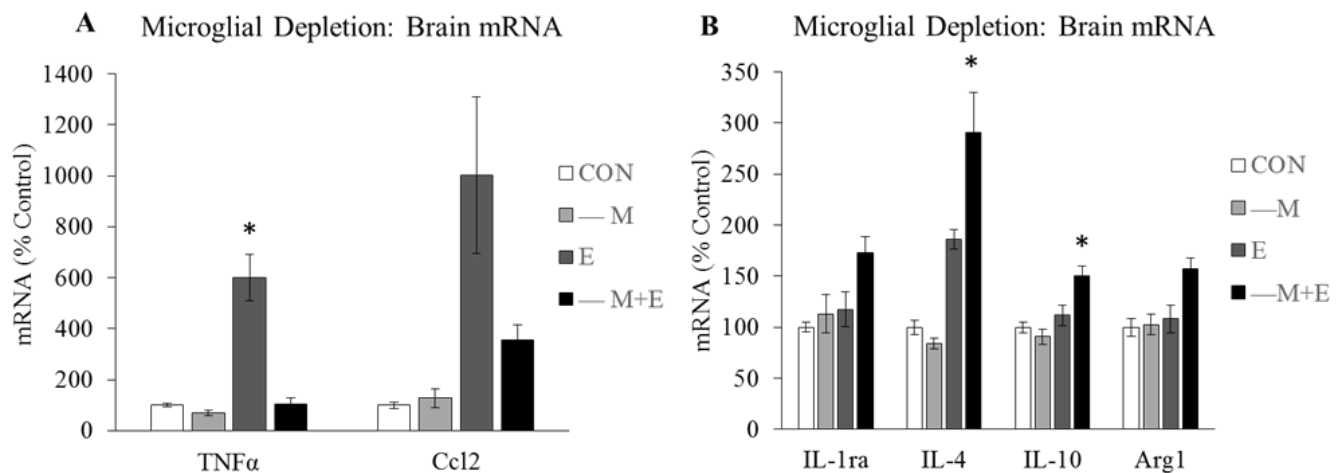 A Microglial Depletion: Brain mRNA
mRNA (% Control)
1400
1200
1000
800
600
400
200
0
*
TNFα Ccl2
CON
— M
E
— M+E
B Microglial Depletion: Brain mRNA
mRNA (% Control)
350
300
250
200
150
100
50
0
*
*
IL-1ra IL-4 IL-10 Arg1
CON
—M
E
—M+E